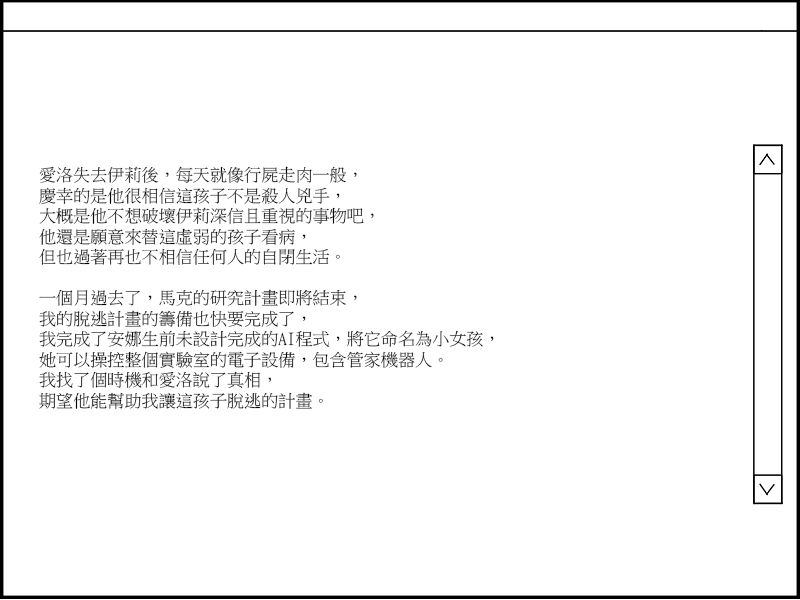 愛洛失去伊莉後，每天就像行屍走肉一般，
慶幸的是他很相信這孩子不是殺人兇手，
大概是他不想破壞伊莉深信且重視的事物吧，
他還是願意來替這虛弱的孩子看病，
但也過著再也不相信任何人的自閉生活。
一個月過去了，馬克的研究計畫即將結束，
我的脫逃計畫的籌備也快要完成了，
我完成了安娜生前未設計完成的AI程式，將它命名為小女孩，
她可以操控整個實驗室的電子設備，包含管家機器人。
我找了個時機和愛洛說了真相，
期望他能幫助我讓這孩子脫逃的計畫。